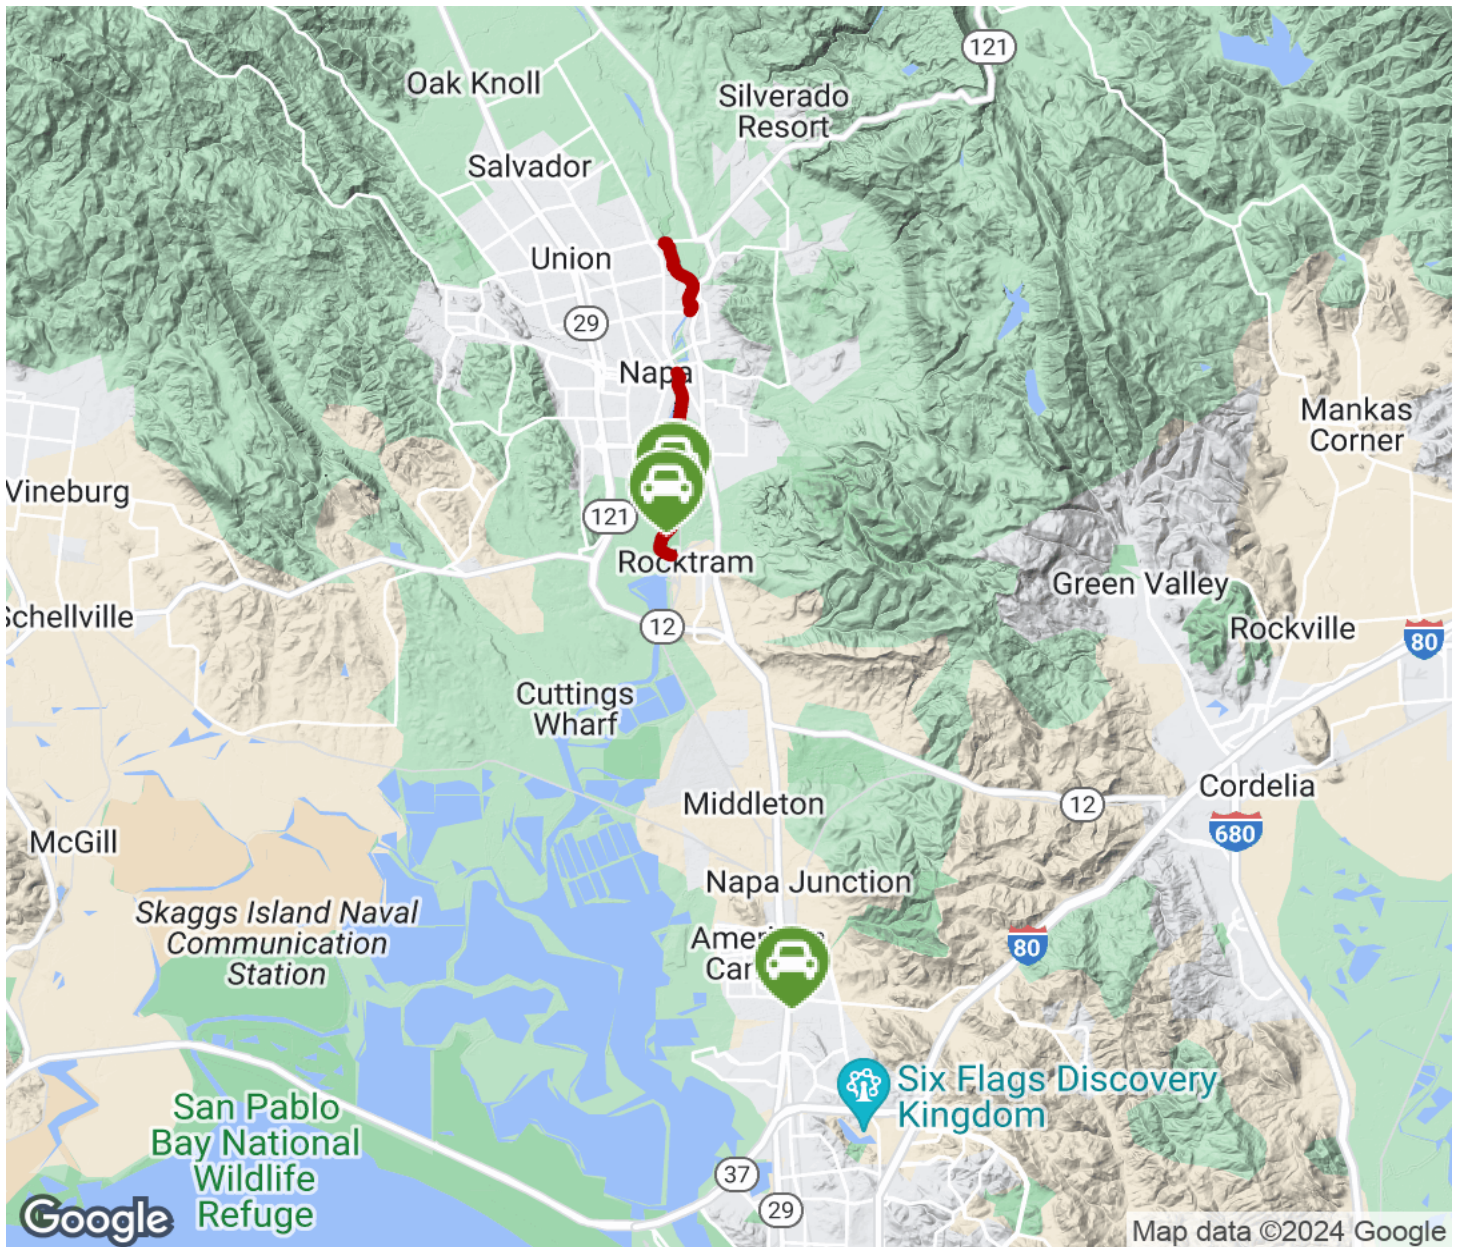 121
Oak Knoll
Silverado
Resort
Salvador
Union
29
Napa
Mankas
Corner
Vineburg
121
Rocktram
Green Valley
Schellville
12
Rockville
80
Cuttings
Wharf
Cordelia
Middleton
12
680
McGill
Napa Junction
Skaggs Island Naval
Communication
Station
80
Six Flags Discovery
Kingdom
San Pablo
Bay National
Wildlife
Refuge
37
29
Google
Map data ©2024 Google